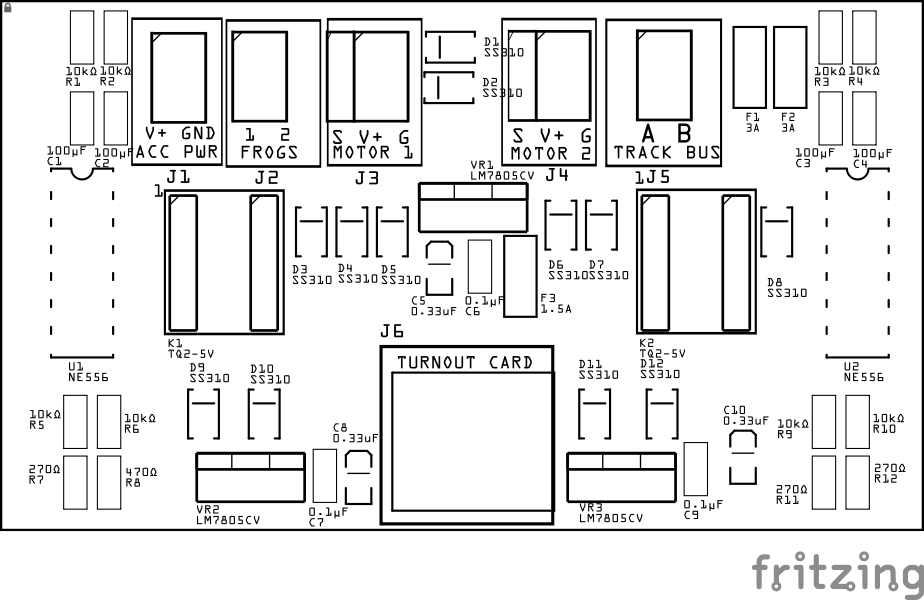 10kΩ
R1
10kΩ
R2
100µF
C1
100µF
C2
V+ GND
ACC PWR
J1
1 2
FROGS
J2
S V+ G
MOTOR 1
J3
D1
SS310
D2
SS310
S V+ G
MOTOR 2
J4
A B
TRACK BUS
J5
F1
3A
F2
3A
10kΩ
R3
10kΩ
R4
100µF
C3
100µF
C4
VR1
LM7805CV
1
1
D3
SS310
D4
SS310
D5
SS310
C5
0.33uF
0.1µF
C6
F3
1.5A
D6
SS310
D7
SS310
D8
SS310
K1
TQ2-5V
K2
TQ2-5V
U1
NE556
U2
NE556
D9
SS310
D10
SS310
J6
TURNOUT CARD
D11
SS310
D12
SS310
10kΩ
R5
10kΩ
R6
270Ω
R7
470Ω
R8
C8
0.33uF
VR2
LM7805CV
0.1µF
C7
VR3
LM7805CV
0.1µF
C9
C10
0.33uF
10kΩ
R9
10kΩ
R10
270Ω
R11
270Ω
R12
fritzing